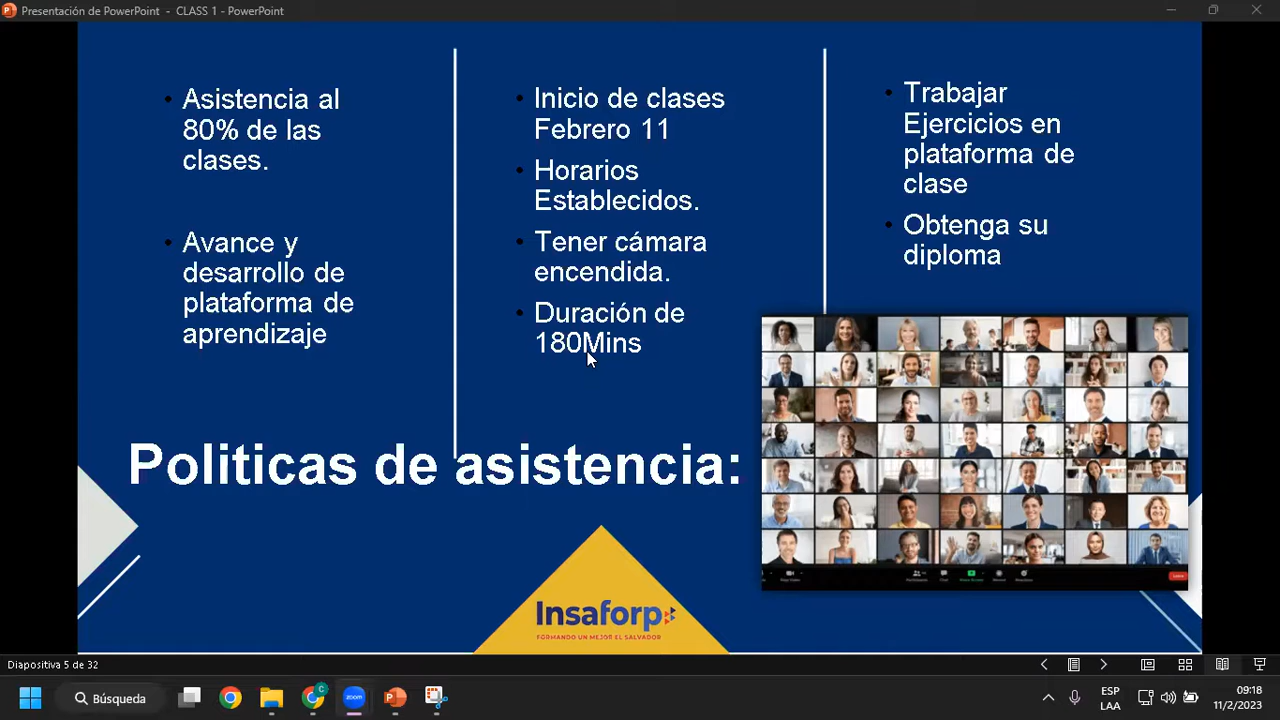 Presentación de PowerPoint - CLASS 1 - PowerPoint
• Asistencia al
80% de las
clases.
• Avance y
desarrollo de
plataforma de
aprendizaje
• Inicio de clases
Febrero 11
• Horarios
Establecidos.
• Tener cámara
encendida.
• Duración de
180Mins
• Trabajar
Ejercicios en
plataforma de
clase
• Obtenga su
diploma
Politicas de asistencia:
Insaforp
FORMANDO UN MEJOR EL SALVADOR
Diapositiva 5 de 32
Búsqueda
zoom
ESP
LAA
09:18
11/2/2023